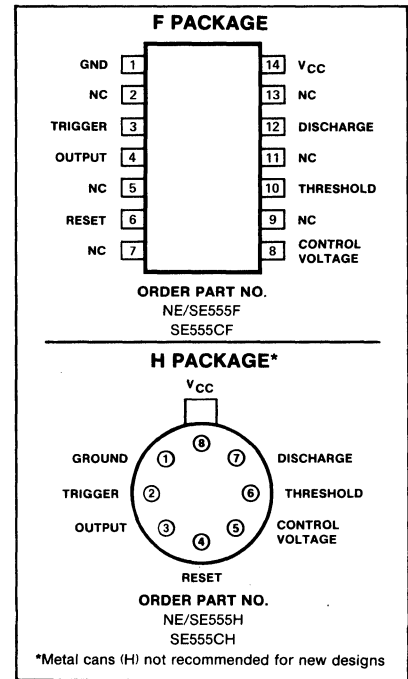 F PACKAGE
GND 1 14 VCC
NC 2 13 NC
TRIGGER 3 12 DISCHARGE
OUTPUT 4 11 NC
NC 5 10 THRESHOLD
RESET 6 9 NC
NC 7 8 CONTROL VOLTAGE
ORDER PART NO.
NE/SE555F
SE555CF
H PACKAGE*
VCC
8
GROUND 1 7 DISCHARGE
TRIGGER 2 6 THRESHOLD
OUTPUT 3 5 CONTROL VOLTAGE
4
RESET
ORDER PART NO.
NE/SE555H
SE555CH
*Metal cans (H) not recommended for new designs